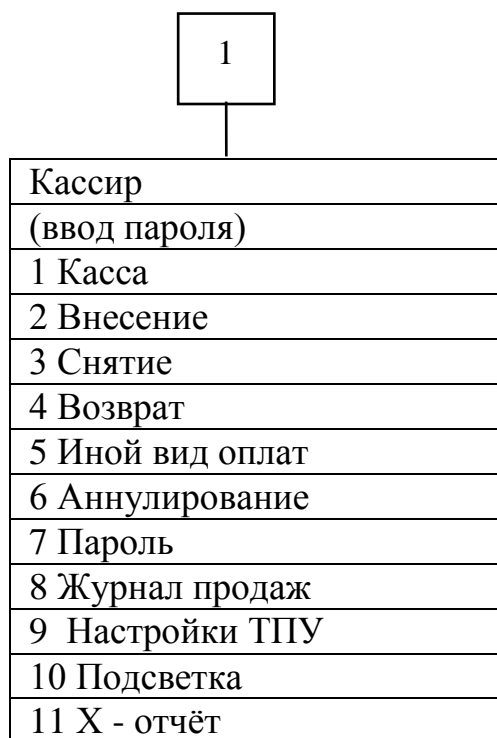 1
Кассир
(ввод пароля)
1 Касса
2 Внесение
3 Снятие
4 Возврат
5 Иной вид оплат
6 Аннулирование
7 Пароль
8 Журнал продаж
9 Настройки ТПУ
10 Подсветка
11 X - отчёт